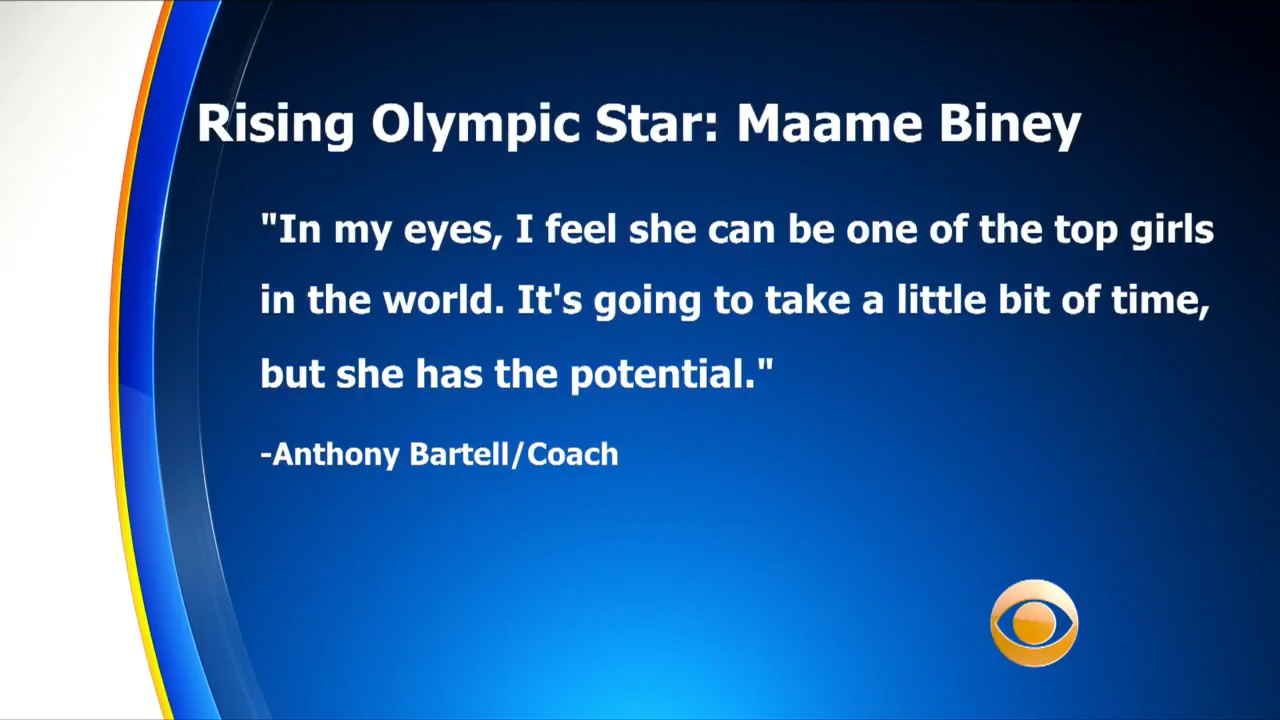 Rising Olympic Star: Maame Biney
"In my eyes, I feel she can be one of the top girls
in the world. It's going to take a little bit of time,
but she has the potential."
-Anthony Bartell/Coach